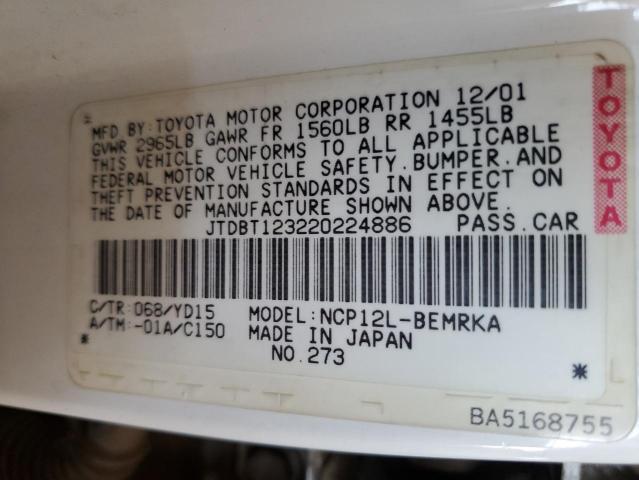 MFD BY: TOYOTA MOTOR CORPORATION 12/01
GVWR 2965LB GAWR FR 1560LB RR 1455LB
THIS VEHICLE CONFORMS TO ALL APPLICABLE
FEDERAL MOTOR VEHICLE SAFETY. BUMPER. AND
THEFT PREVENTION STANDARDS IN EFFECT ON
THE DATE OF MANUFACTURE SHOWN ABOVE.
JTDBT123220224886 PASS. CAR
C/TR: 068/YD15 MODEL: NCP12L-BEMRKA
A/TM: -01A/C150 MADE IN JAPAN
NO. 273
TOYOTA
BA5168755